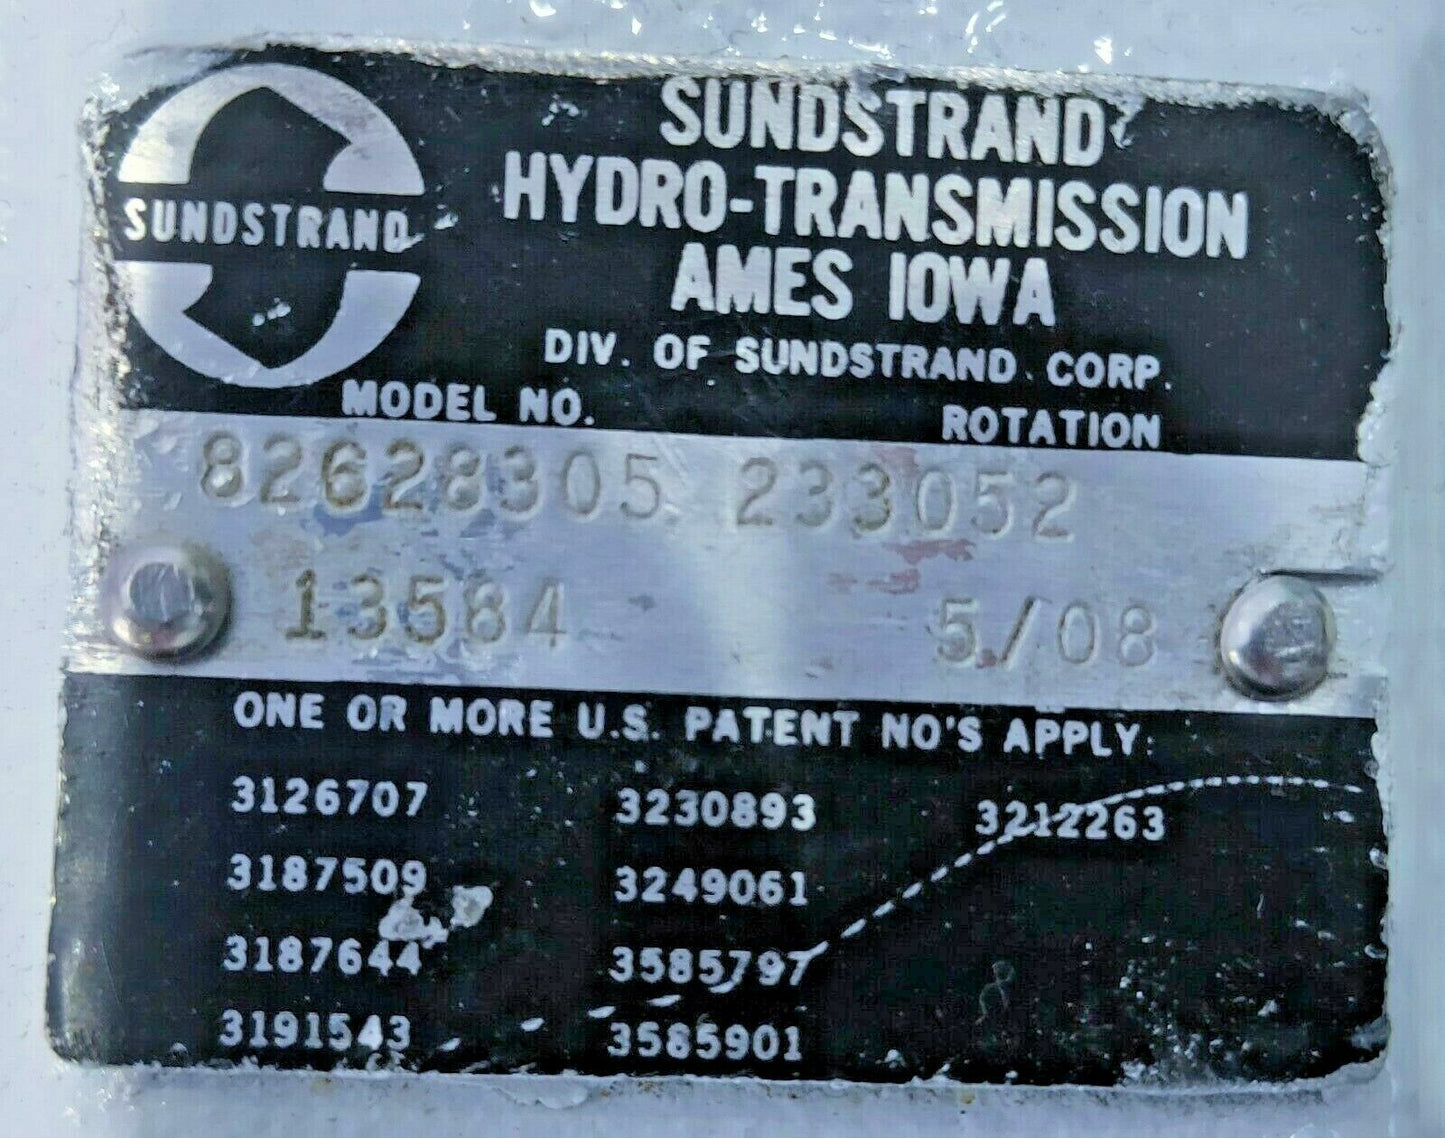 SUNDSTRAND
SUNDSTRAND
HYDRO-TRANSMISSION
AMES IOWA
DIV. OF SUNDSTRAND CORP.
MODEL NO. ROTATION
82628305 233052
13584 5/08
ONE OR MORE U.S. PATENT NO'S APPLY:
3126707 3230893 3212263
3187509 3249061
3187644 3585797
3191543 3585901